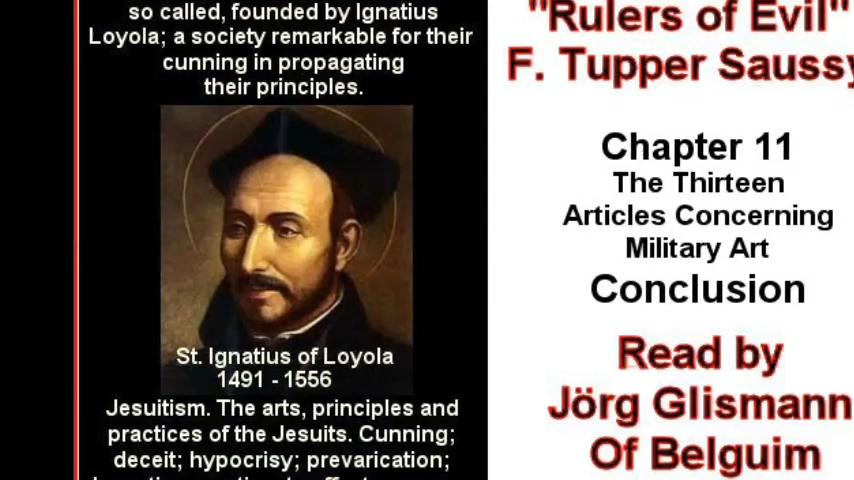 so called, founded by Ignatius
Loyola; a society remarkable for their
cunning in propagating
their principles.
St. Ignatius of Loyola
1491 - 1556
Jesuitism. The arts, principles and
practices of the Jesuits. Cunning;
deceit; hypocrisy; prevarication;
"Rulers of Evil"
F. Tupper Saussy
Chapter 11
The Thirteen
Articles Concerning
Military Art
Conclusion
Read by
Jörg Glismann
Of Belguim